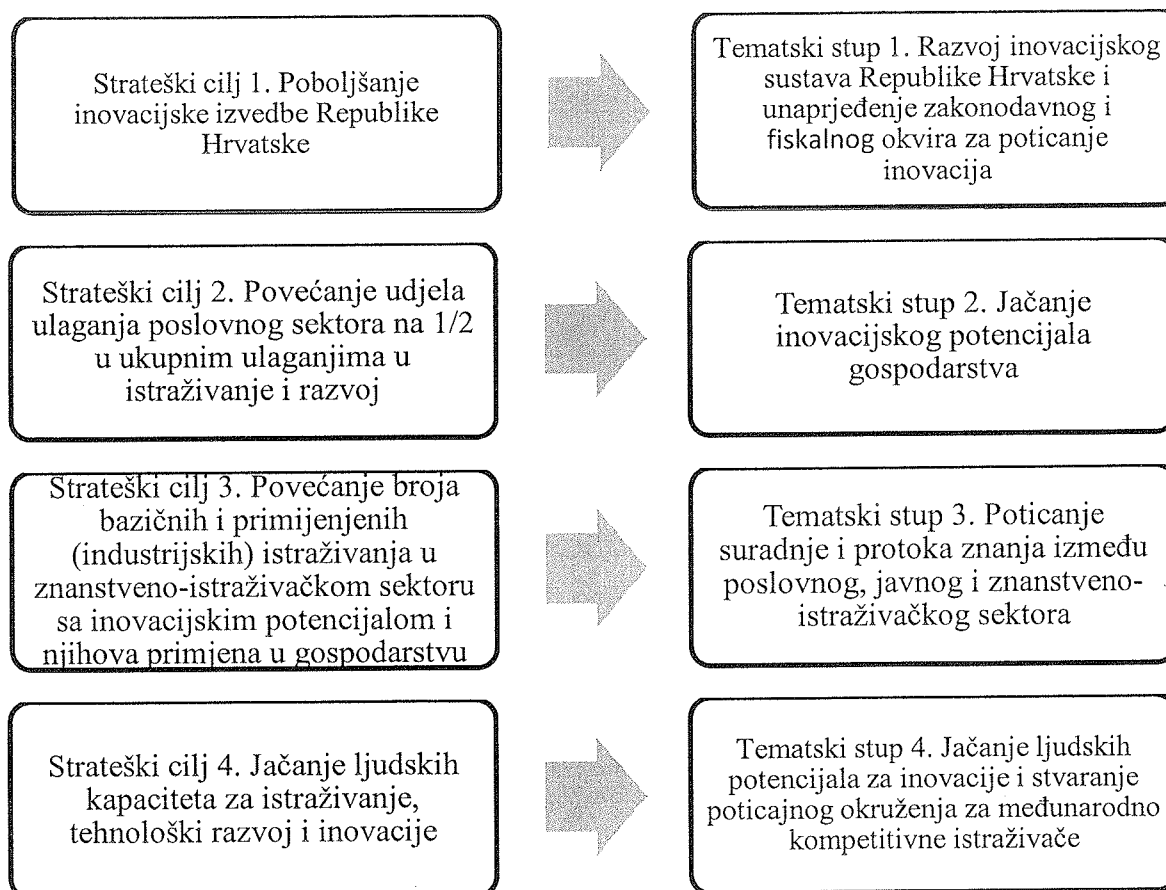 Strateški cilj 1. Poboljšanje
inovacijske izvedbe Republike
Hrvatske
Tematski stup 1. Razvoj inovacijskog
sustava Republike Hrvatske i
unaprjeđenje zakonodavnog i
fiskalnog okvira za poticanje
inovacija
Strateški cilj 2. Povećanje udjela
ulaganja poslovnog sektora na 1/2
u ukupnim ulaganjima u
istraživanje i razvoj
Tematski stup 2. Jačanje
inovacijskog potencijala
gospodarstva
Strateški cilj 3. Povećanje broja
bazičnih i primijenjenih
(industrijskih) istraživanja u
znanstveno-istraživačkom sektoru
sa inovacijskim potencijalom i
njihova primjena u gospodarstvu
Tematski stup 3. Poticanje
suradnje i protoka znanja između
poslovnog, javnog i znanstveno-
istraživačkog sektora
Strateški cilj 4. Jačanje ljudskih
kapaciteta za istraživanje,
tehnološki razvoj i inovacije
Tematski stup 4. Jačanje ljudskih
potencijala za inovacije i stvaranje
poticajnog okruženja za međunarodno
kompetitivne istraživače